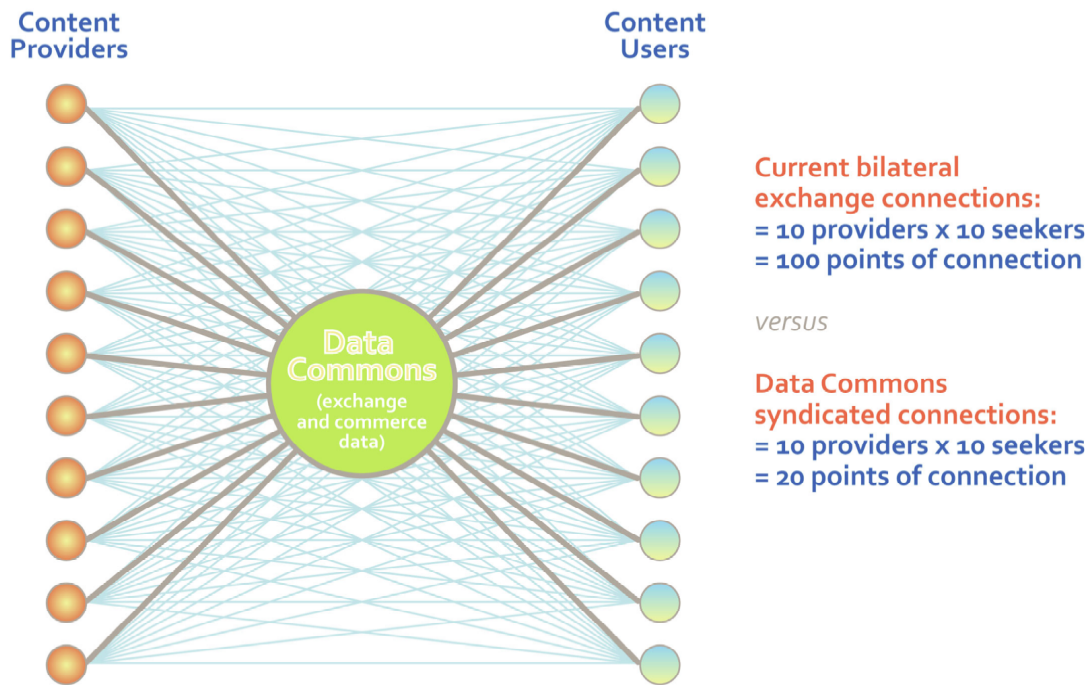 Content
Providers
Content
Users
Current bilateral
exchange connections:
= 10 providers x 10 seekers
= 100 points of connection
versus
Data Commons
syndicated connections:
= 10 providers x 10 seekers
= 20 points of connection
Data
Commons
(exchange
and commerce
data)